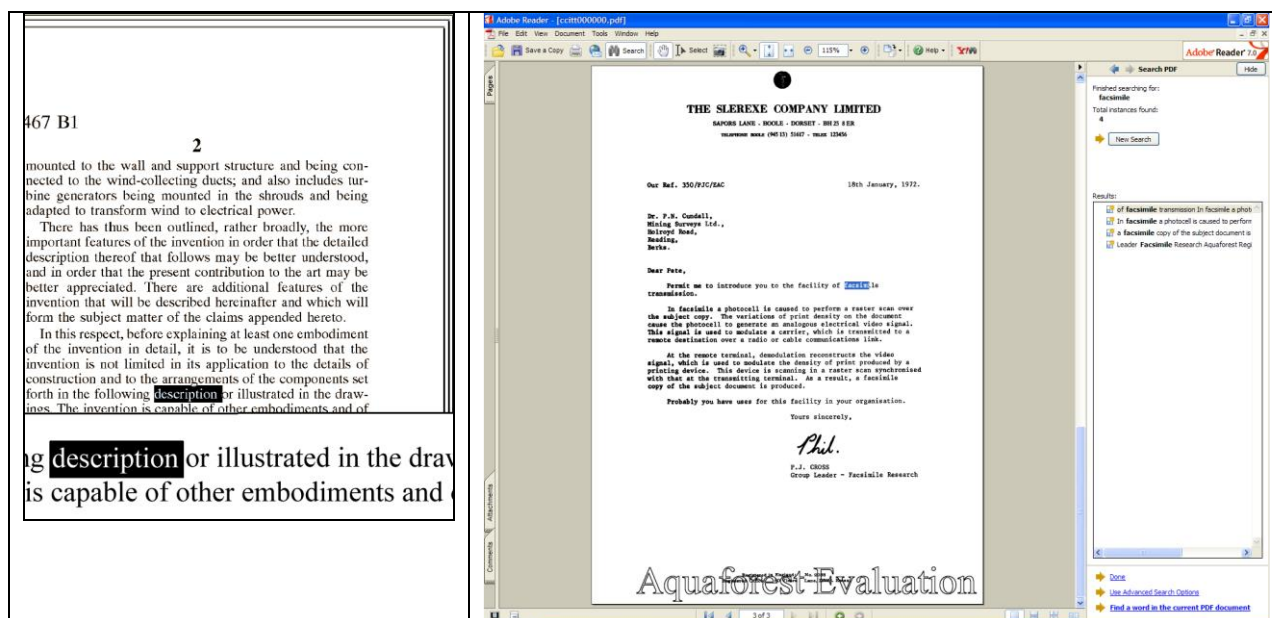 467 B1
2
mounted to the wall and support structure and being con-
nected to the wind-collecting ducts; and also includes tur-
bine generators being mounted in the shrouds and being
adapted to transform wind to electrical power.
There has thus been outlined, rather broadly, the more
important features of the invention in order that the detailed
description thereof that follows may be better understood,
and in order that the present contribution to the art may be
better appreciated. There are additional features of the
invention that will be described hereinafter and which will
form the subject matter of the claims appended hereto.
In this respect, before explaining at least one embodiment
of the invention in detail, it is to be understood that the
invention is not limited in its application to the details of
construction and to the arrangements of the components set
forth in the following description or illustrated in the draw-
ings. The invention is capable of other embodiments and of
ng description or illustrated in the draw
is capable of other embodiments and
Adobe Reader - [ccitt000000.pdf]
File Edit View Document Tools Window Help
Save a Copy Search Select 115% Help Y!
Adobe Reader 7.0
Pages
Attachments
Comments
THE SLEREXE COMPANY LIMITED
SAPORS LANE - BOOLE - DORSET - BH 25 8 ER
TELEPHONE BOOLE (945 13) 51617 - TELEX 123456
Our Ref. 350/PJC/EAC 18th January, 1972.
Dr. P.N. Cundall,
Mining Surveys Ltd.,
Holroyd Road,
Reading,
Berks.
Dear Pete,
Permit me to introduce you to the facility of facsimile
transmission.
In facsimile a photocell is caused to perform a raster scan over
the subject copy. The variations of print density on the document
cause the photocell to generate an analogous electrical video signal.
This signal is used to modulate a carrier, which is transmitted to a
remote destination over a radio or cable communications link.
At the remote terminal, demodulation reconstructs the video
signal, which is used to modulate the density of print produced by a
printing device. This device is scanning in a raster scan synchronised
with that at the transmitting terminal. As a result, a facsimile
copy of the subject document is produced.
Probably you have uses for this facility in your organisation.
Yours sincerely,
Phil.
P.J. CROSS
Group Leader - Facsimile Research
Aquaforest Evaluation
3 of 3
Search PDF Hide
Finished searching for:
facsimile
Total instances found:
4
New Search
Results:
of facsimile transmission In facsimile a photo
In facsimile a photocell is caused to perform
a facsimile copy of the subject document is
Leader Facsimile Research Aquaforest Regi
Done
Use Advanced Search Options
Find a word in the current PDF document